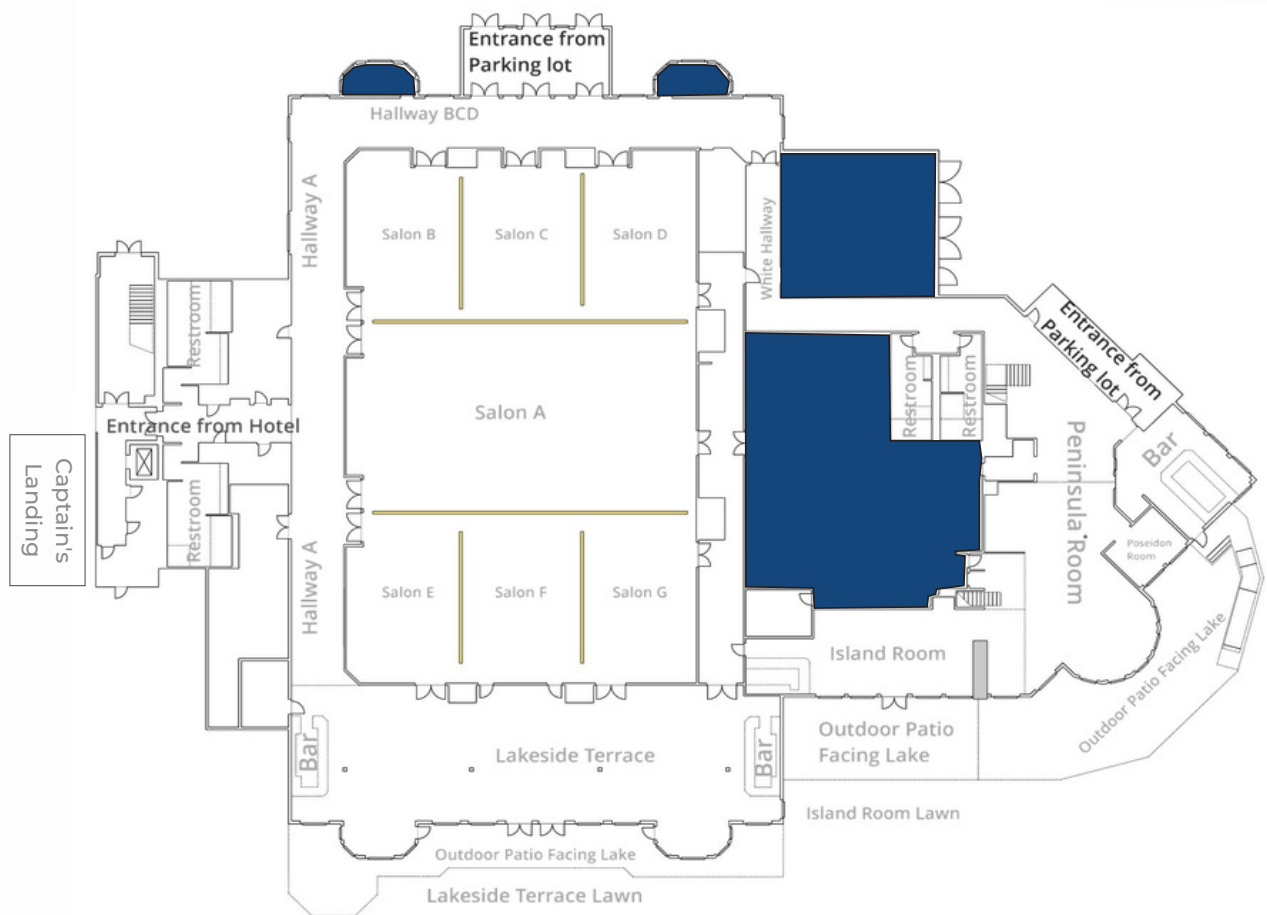 Entrance from
Parking lot
Hallway BCD
Hallway A
Salon B
Salon C
Salon D
White Hallway
Restroom
Entrance from
Parking lot
Restroom
Restroom
Salon A
Entrance from Hotel
Captain's
Landing
Restroom
Peninsula Room
Bar
Poseidon
Room
Hallway A
Salon E
Salon F
Salon G
Island Room
Outdoor Patio Facing Lake
Bar
Lakeside Terrace
Bar
Outdoor Patio
Facing Lake
Island Room Lawn
Outdoor Patio Facing Lake
Lakeside Terrace Lawn